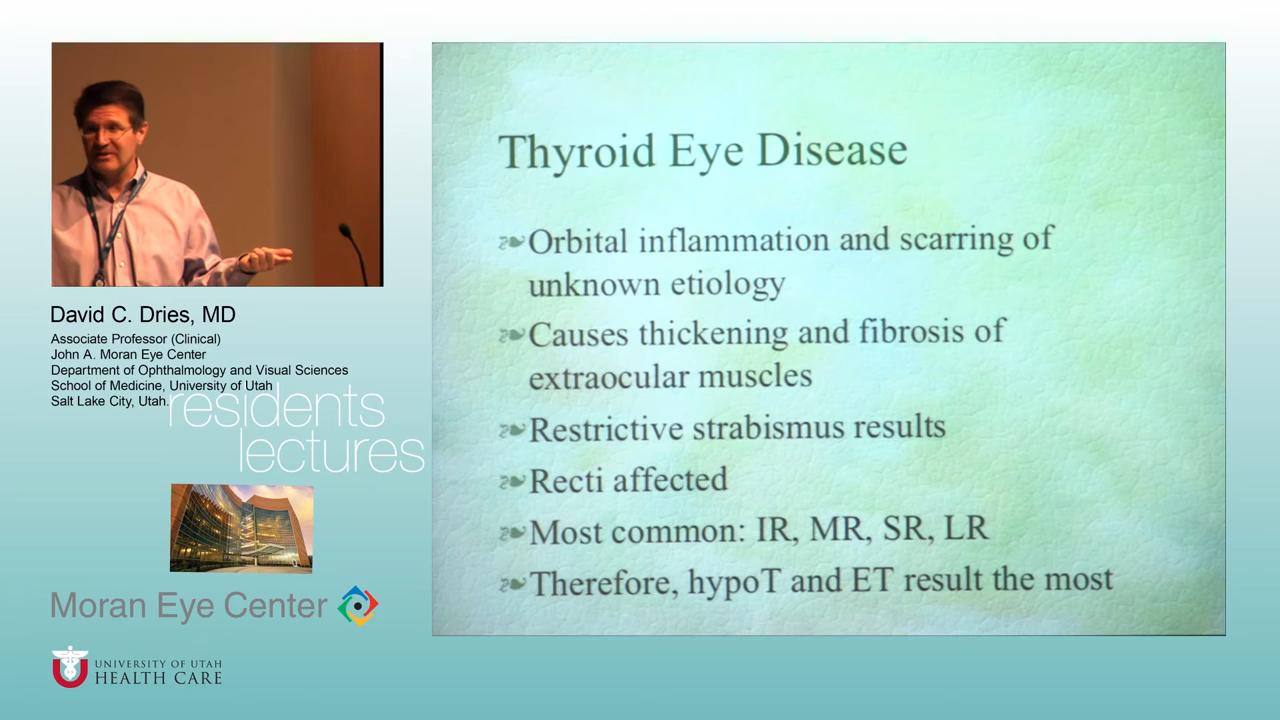 David C. Dries, MD
Associate Professor (Clinical)
John A. Moran Eye Center
Department of Ophthalmology and Visual Sciences
School of Medicine, University of Utah
Salt Lake City, Utah.
residents
lectures
Moran Eye Center
UNIVERSITY OF UTAH
HEALTH CARE
Thyroid Eye Disease
Orbital inflammation and scarring of
unknown etiology
Causes thickening and fibrosis of
extraocular muscles
Restrictive strabismus results
Recti affected
Most common: IR, MR, SR, LR
Therefore, hypoT and ET result the most